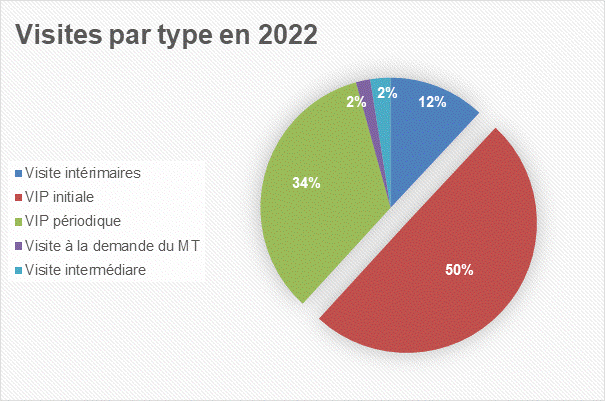 Visites par type en 2022
2%
2%
12%
Visite intérimaires
VIP initiale
34%
VIP périodique
Visite à la demande du MT
Visite intermédiare
50%